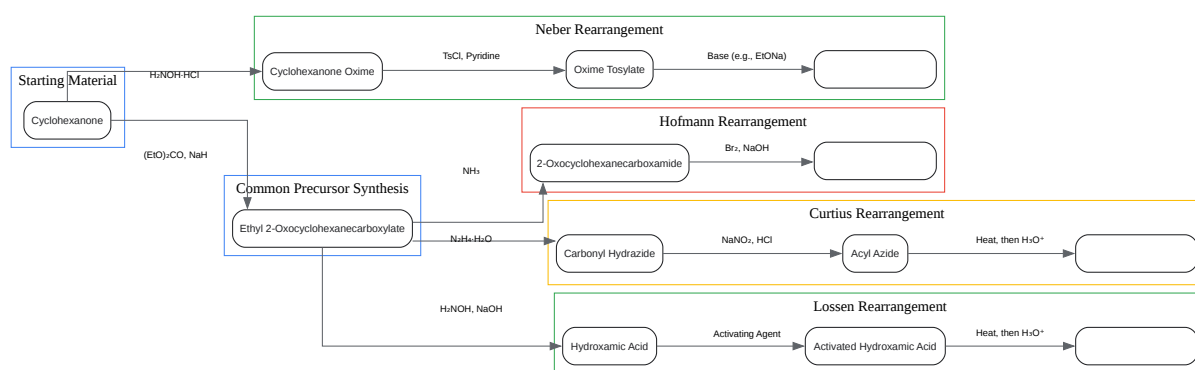 Neber Rearrangement
TsCl, Pyridine
Base (e.g., EtONa)
Cyclohexanone Oxime
Oxime Tosylate
Starting Material
H₂NOH·HCl
Cyclohexanone
Hofmann Rearrangement
Br₂, NaOH
2-Oxocyclohexanecarboxamide
(EtO)₂CO, NaH
NH₃
Common Precursor Synthesis
Ethyl 2-Oxocyclohexanecarboxylate
Curtius Rearrangement
N₂H₄·H₂O
NaNO₂, HCl
Heat, then H₃O⁺
Carbonyl Hydrazide
Acyl Azide
Lossen Rearrangement
H₂NOH, NaOH
Activating Agent
Heat, then H₃O⁺
Hydroxamic Acid
Activated Hydroxamic Acid